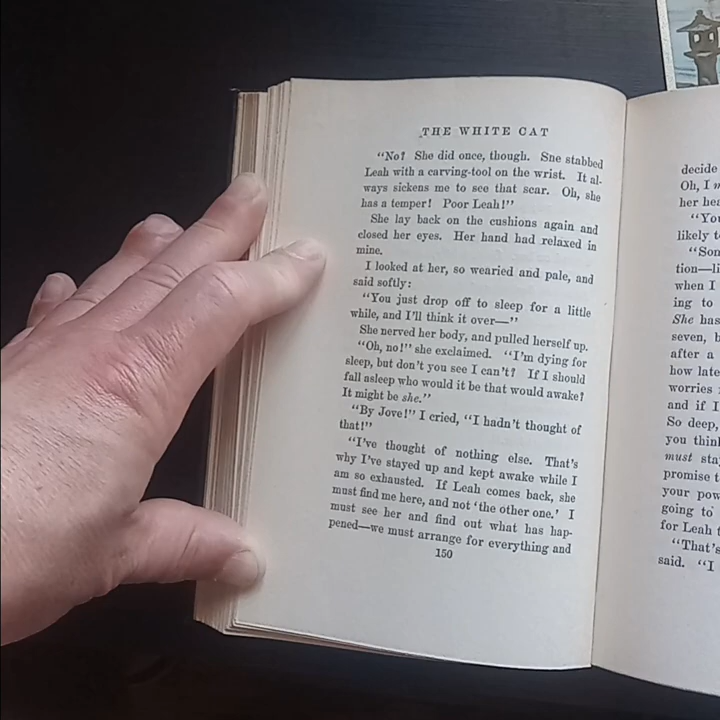 THE WHITE CAT
"No? She did once, though. She stabbed
Leah with a carving-tool on the wrist. It al-
ways sickens me to see that scar. Oh, she
has a temper! Poor Leah!"
She lay back on the cushions again and
closed her eyes. Her hand had relaxed in
mine.
I looked at her, so wearied and pale, and
said softly:
"You just drop off to sleep for a little
while, and I'll think it over—"
She nerved her body, and pulled herself up.
"Oh, no!" she exclaimed. "I'm dying for
sleep, but don't you see I can't? If I should
fall asleep who would it be that would awake?
It might be she."
"By Jove!" I cried, "I hadn't thought of
that!"
"I've thought of nothing else. That's
why I've stayed up and kept awake while I
am so exhausted. If Leah comes back, she
must find me here, and not 'the other one.' I
must see her and find out what has hap-
pened—we must arrange for everything and
150
decide
Oh, I
her
"You
likely
tion—
when I
ing to
She has
seven,
after a
how late
worries
and if I
So deep,
you
must
promise
your
going to
for Leah
"That's
said. "I